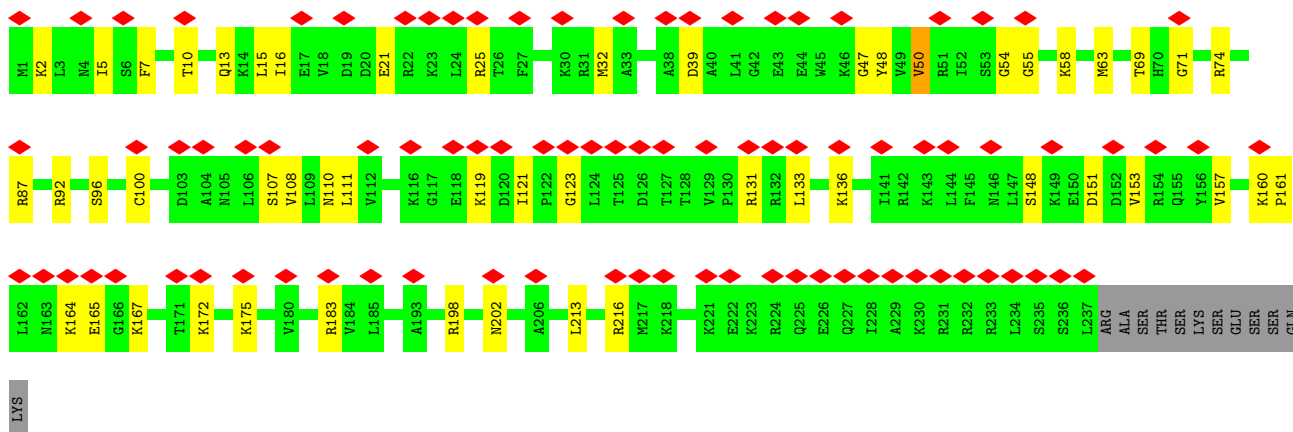 M1 K2 L3 N4 I5 S6 F7 T10 Q13 K14 L15 I16 E17 V18 D19 D20 E21 R22 K23 L24 R25 T26 F27 K30 R31 M32 A33 A38 D39 A40 L41 G42 E43 E44 W45 K46 G47 Y48 V49 V50 R51 I52 S53 G54 G55 K58 M63 T69 H70 G71 R74
R87 R92 S96 C100 D103 A104 N105 L106 S107 V108 L109 N110 L111 V112 K116 G117 E118 K119 D120 I121 P122 G123 L124 T125 D126 T127 T128 V129 P130 R131 R132 L133 K136 I141 R142 K143 L144 F145 N146 L147 S148 K149 E150 D151 D152 V153 R154 Q155 Y156 V157 K160 P161
L162 N163 K164 E165 G166 K167 T171 K172 K175 V180 R183 V184 L185 A193 R198 N202 A206 L213 R216 M217 K218 K221 E222 K223 R224 Q225 E226 Q227 I228 A229 K230 R231 R232 R233 L234 S235 S236 L237 ARG ALA SER THR SER LYS SER GLU SER SER GLN
LYS